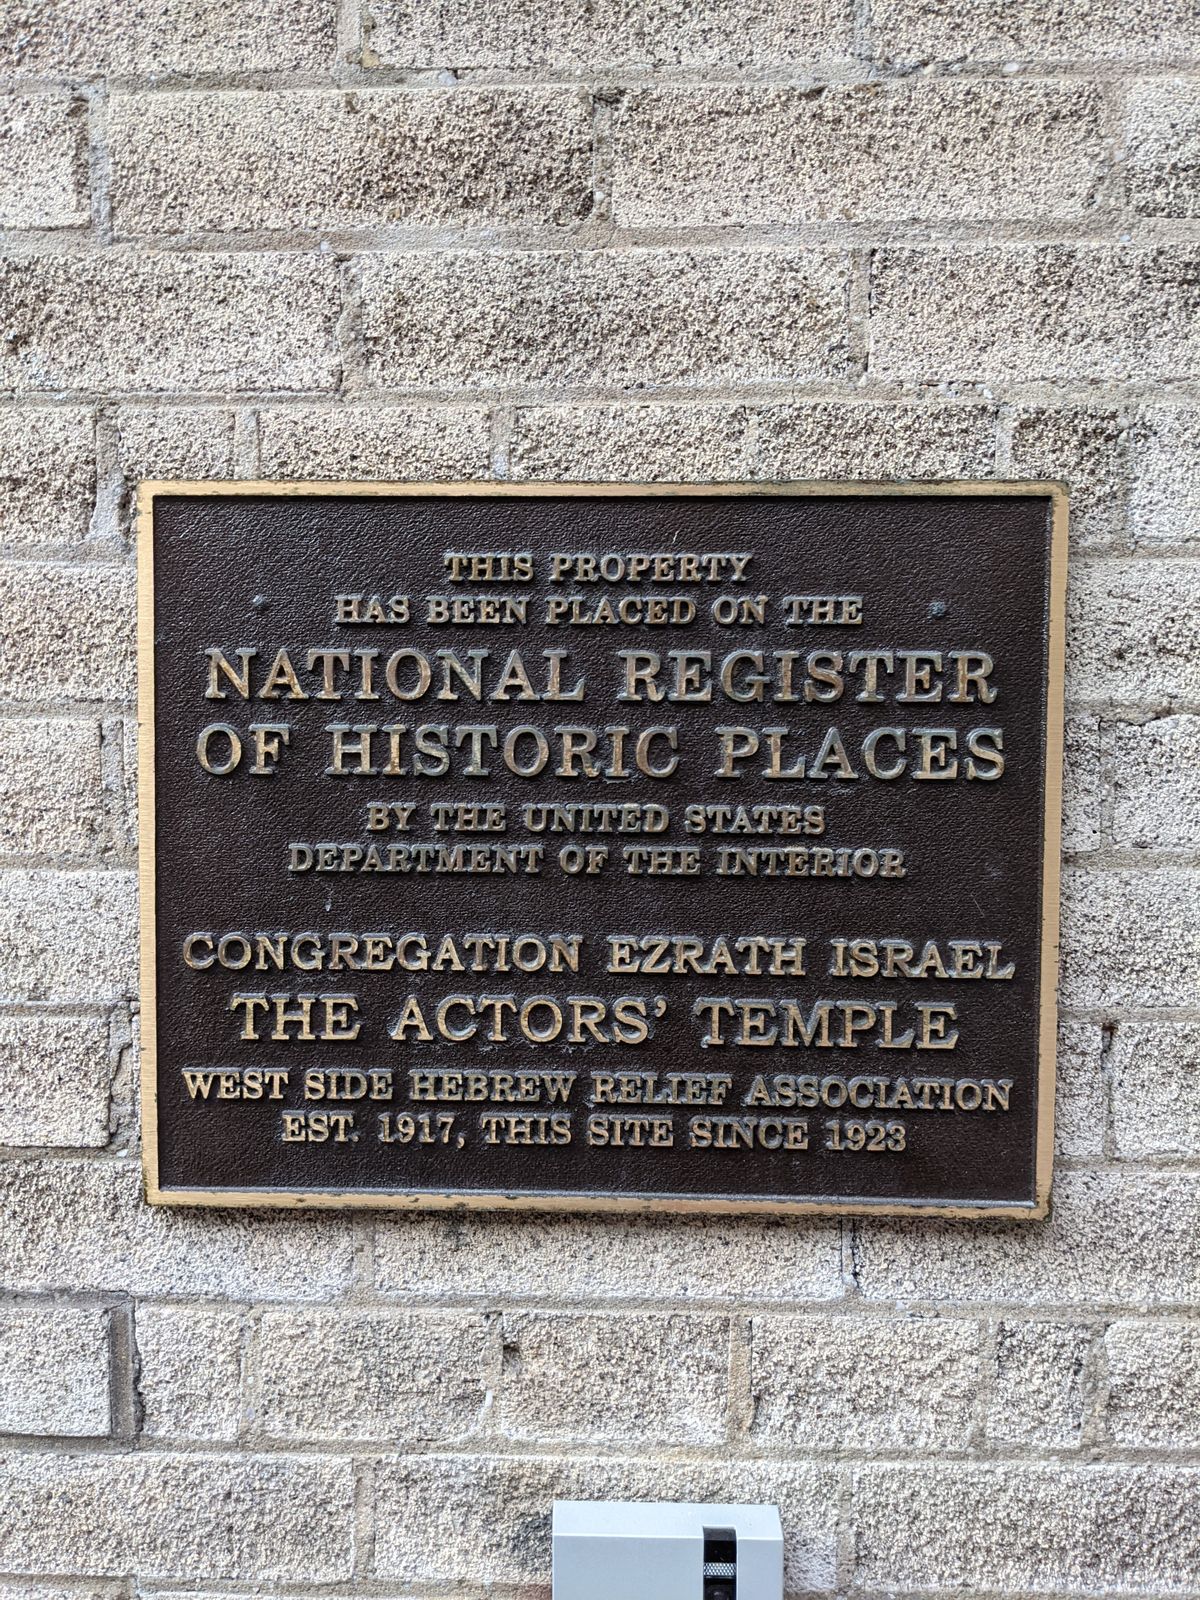 THIS PROPERTY
HAS BEEN PLACED ON THE
NATIONAL REGISTER
OF HISTORIC PLACES
BY THE UNITED STATES
DEPARTMENT OF THE INTERIOR
CONGREGATION EZRATH ISRAEL
THE ACTORS' TEMPLE
WEST SIDE HEBREW RELIEF ASSOCIATION
EST. 1917, THIS SITE SINCE 1923